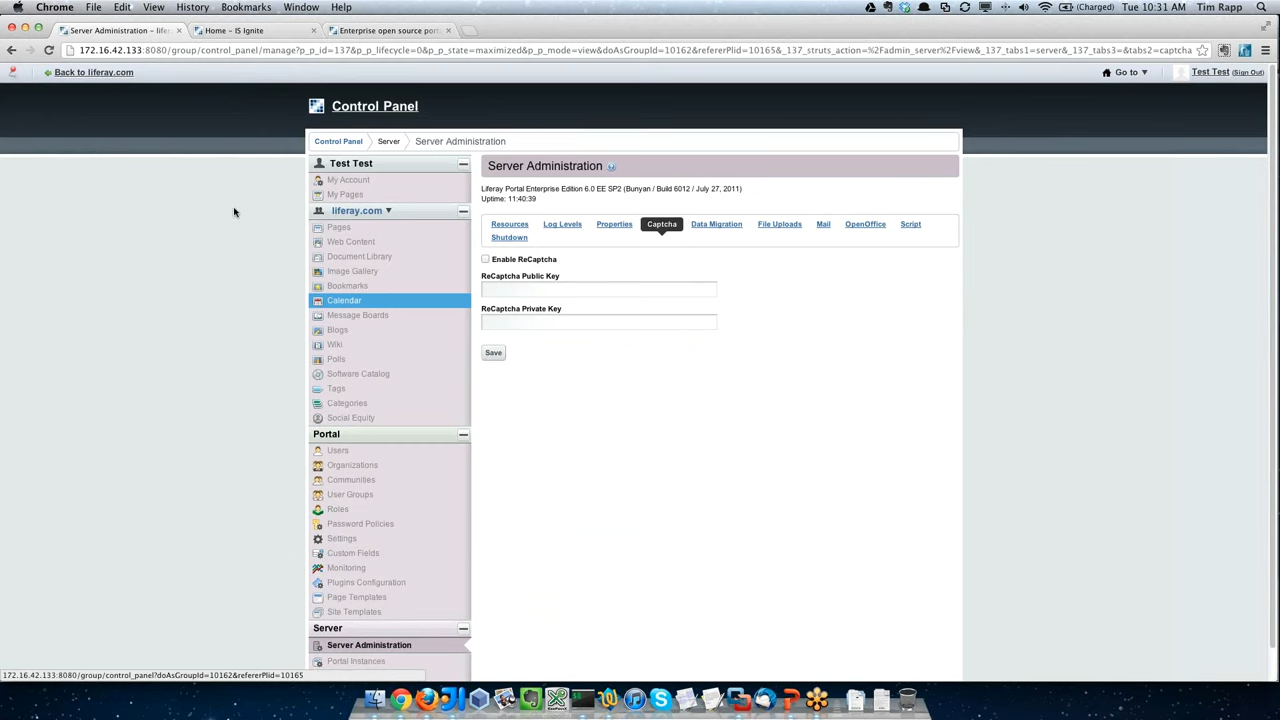 Chrome File Edit View History Bookmarks Window Help (Charged) Tue 10:31 AM Tim Rapp
Server Administration – lifer
Home – IS Ignite
Enterprise open source port
172.16.42.133:8080/group/control_panel/manage?p_p_id=137&p_p_lifecycle=0&p_p_state=maximized&p_p_mode=view&doAsGroupId=10162&refererPlid=10165&_137_struts_action=%2Fadmin_server%2Fview&_137_tabs1=server&_137_tabs3=&tabs2=captcha
Back to liferay.com
Go to
Test Test (Sign Out)
Control Panel
Control Panel Server Server Administration
Test Test
My Account
My Pages
liferay.com
Pages
Web Content
Document Library
Image Gallery
Bookmarks
Calendar
Message Boards
Blogs
Wiki
Polls
Software Catalog
Tags
Categories
Social Equity
Portal
Users
Organizations
Communities
User Groups
Roles
Password Policies
Settings
Custom Fields
Monitoring
Plugins Configuration
Page Templates
Site Templates
Server
Server Administration
Portal Instances
Server Administration
Liferay Portal Enterprise Edition 6.0 EE SP2 (Bunyan / Build 6012 / July 27, 2011)
Uptime: 11:40:39
Resources Log Levels Properties Captcha Data Migration File Uploads Mail OpenOffice Script
Shutdown
Enable ReCaptcha
ReCaptcha Public Key
ReCaptcha Private Key
Save
172.16.42.133:8080/group/control_panel?doAsGroupId=10162&refererPlid=10165